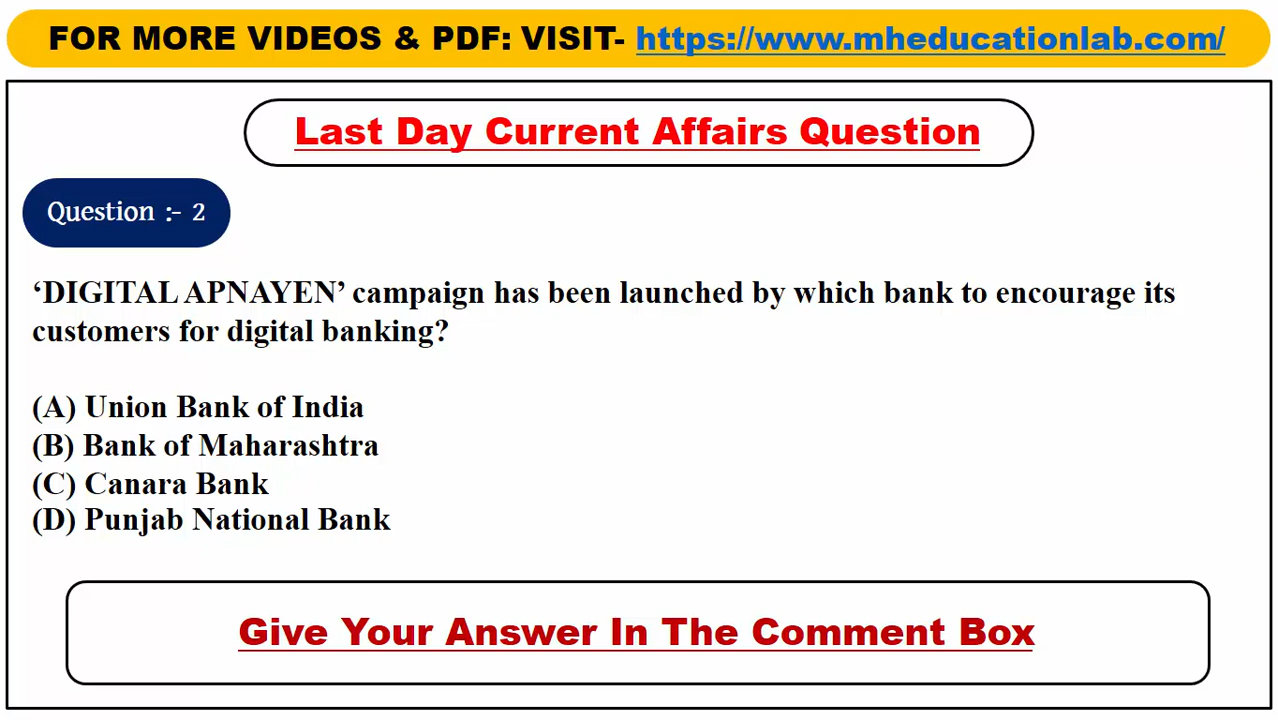 FOR MORE VIDEOS & PDF: VISIT- https://www.mheducationlab.com/
Last Day Current Affairs Question
Question :- 2
‘DIGITAL APNAYEN’ campaign has been launched by which bank to encourage its
customers for digital banking?
(A) Union Bank of India
(B) Bank of Maharashtra
(C) Canara Bank
(D) Punjab National Bank
Give Your Answer In The Comment Box